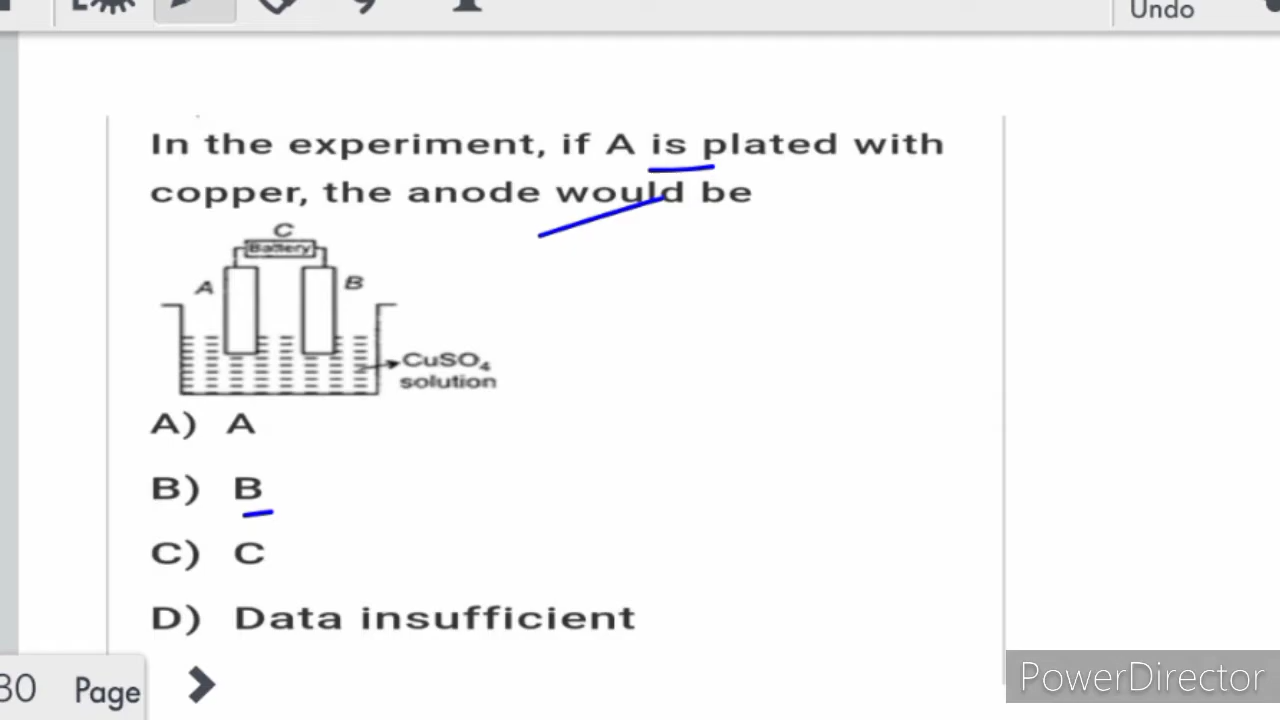 Undo
In the experiment, if A is plated with
copper, the anode would be
C
Battery
A
B
CuSO₄
solution
A) A
B) B
C) C
D) Data insufficient
30 Page
PowerDirector